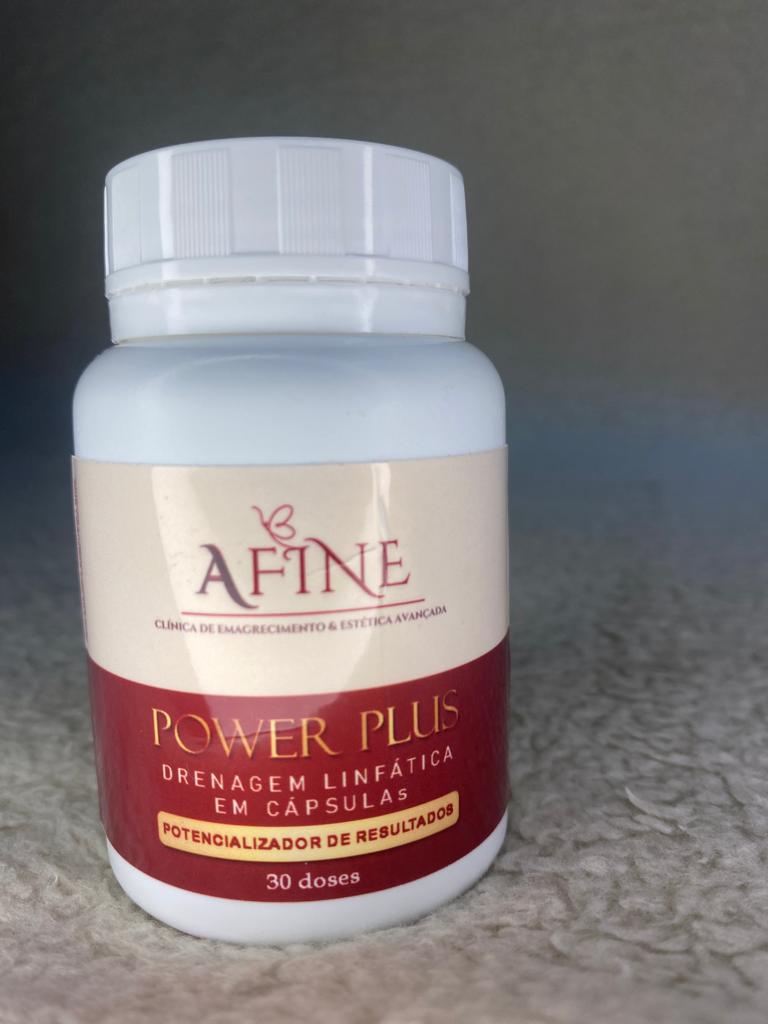 AFINE
CLÍNICA DE EMAGRECIMENTO & ESTÉTICA AVANÇADA
POWER PLUS
DRENAGEM LINFÁTICA
EM CÁPSULAs
POTENCIALIZADOR DE RESULTADOS
30 doses